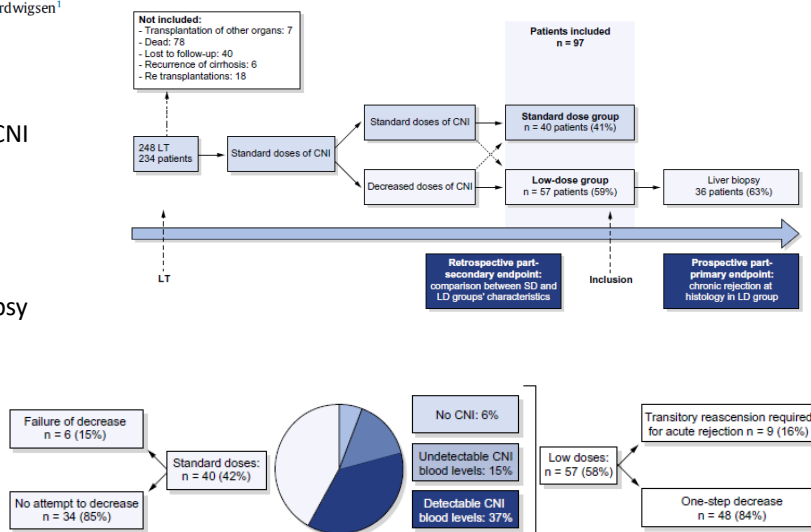 rdwigsen1
CNI
psy
Not included:
- Transplantation of other organs: 7
- Dead: 78
- Lost to follow-up: 40
- Recurrence of cirrhosis: 6
- Re transplantations: 18
Patients included
n = 97
248 LT
234 patients
Standard doses of CNI
Standard doses of CNI
Decreased doses of CNI
Standard dose group
n = 40 patients (41%)
Low-dose group
n = 57 patients (59%)
Liver biopsy
36 patients (63%)
LT
Retrospective part-
secondary endpoint:
comparison between SD and
LD groups' characteristics
Inclusion
Prospective part-
primary endpoint:
chronic rejection at
histology in LD group
Failure of decrease
n = 6 (15%)
No attempt to decrease
n = 34 (85%)
Standard doses:
n = 40 (42%)
No CNI: 6%
Undetectable CNI
blood levels: 15%
Detectable CNI
blood levels: 37%
Low doses:
n = 57 (58%)
Transitory reascension required
for acute rejection n = 9 (16%)
One-step decrease
n = 48 (84%)